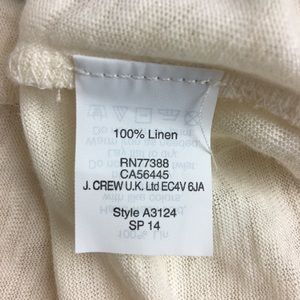 100% Linen
RN77388
CA56445
J. CREW U.K. Ltd EC4V 6JA
Style A3124
SP 14